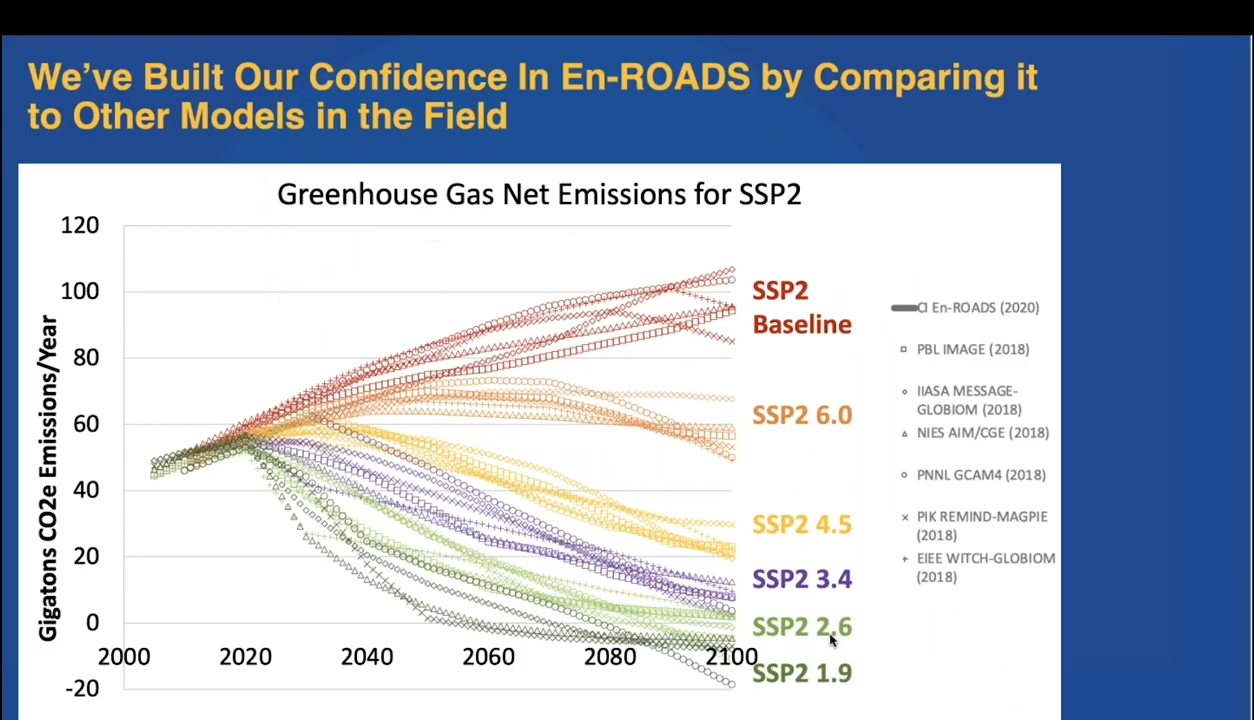 We've Built Our Confidence In En-ROADS by Comparing it
to Other Models in the Field
Greenhouse Gas Net Emissions for SSP2
Gigatons CO2e Emissions/Year
120
100
80
60
40
20
0
-20
2000
2020
2040
2060
2080
2100
SSP2
Baseline
SSP2 6.0
SSP2 4.5
SSP2 3.4
SSP2 2.6
SSP2 1.9
CI En-ROADS (2020)
PBL IMAGE (2018)
IIASA MESSAGE-
GLOBIOM (2018)
NIES AIM/CGE (2018)
PNNL GCAM4 (2018)
PIK REMIND-MAGPIE
(2018)
EIEE WITCH-GLOBIOM
(2018)